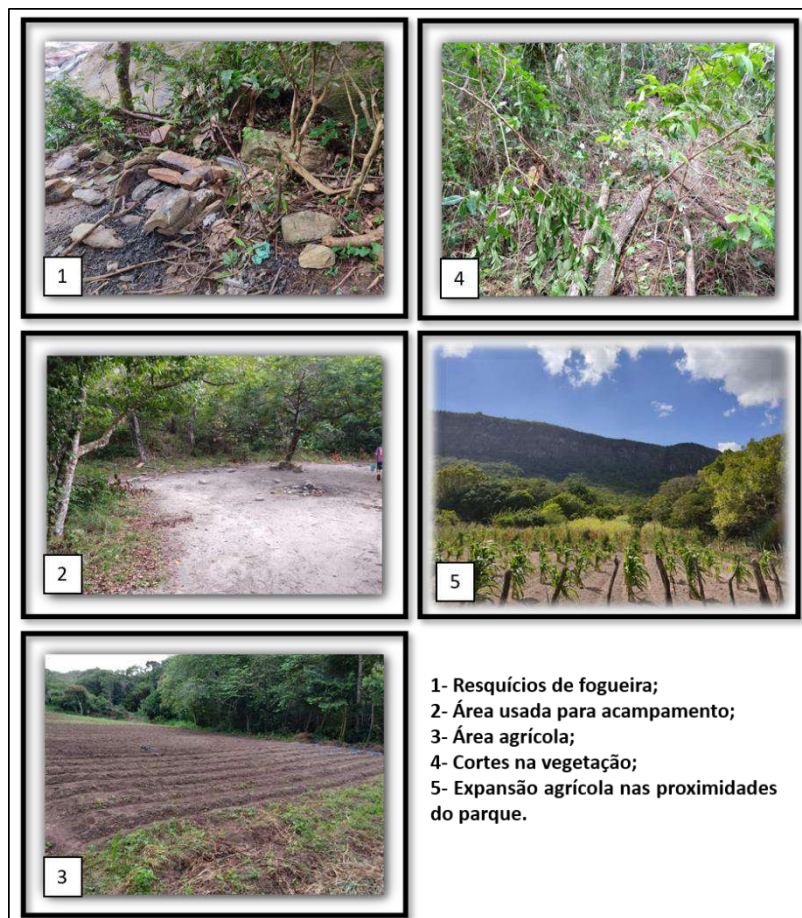 1
4
2
5
3
1- Resquícios de fogueira;
2- Área usada para acampamento;
3- Área agrícola;
4- Cortes na vegetação;
5- Expansão agrícola nas proximidades
do parque.